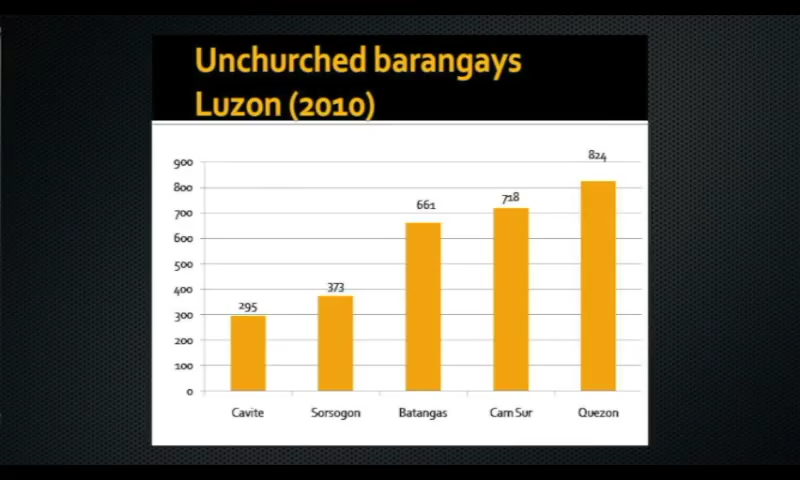 Unchurched barangays
Luzon (2010)
900
800
700
600
500
400
300
200
100
0
295
373
661
718
824
Cavite
Sorsogon
Batangas
Cam Sur
Quezon